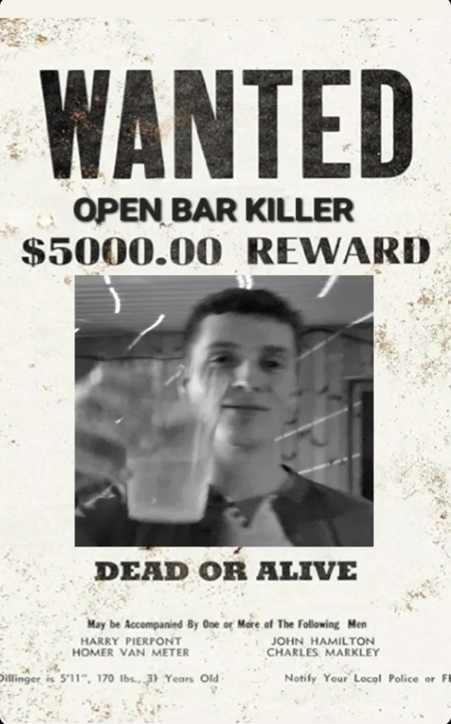 WANTED
OPEN BAR KILLER
$5000.00 REWARD
DEAD OR ALIVE
May be Accompanied By One or More of The Following Men
HARRY PIERPONT JOHN HAMILTON
HOMER VAN METER CHARLES MARKLEY
Dillinger is 5'11", 170 lbs., 31 Years Old Notify Your Local Police or F